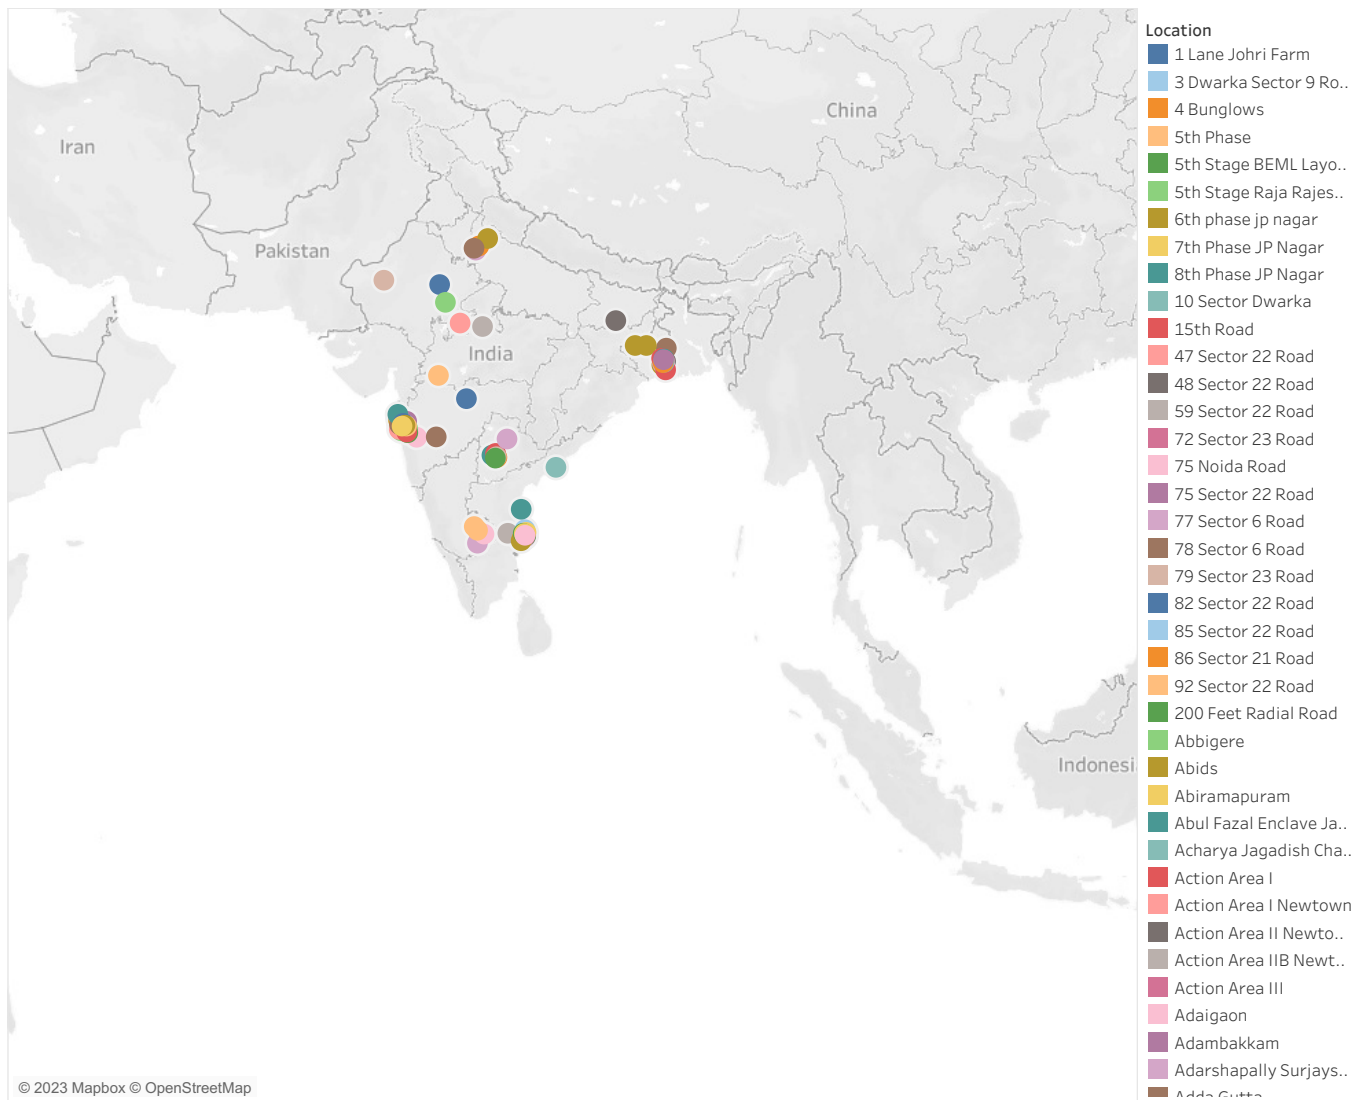 Iran
China
Pakistan
India
Indonesi
© 2023 Mapbox © OpenStreetMap
Location
1 Lane Johri Farm
3 Dwarka Sector 9 Ro..
4 Bunglows
5th Phase
5th Stage BEML Layo..
5th Stage Raja Rajes..
6th phase jp nagar
7th Phase JP Nagar
8th Phase JP Nagar
10 Sector Dwarka
15th Road
47 Sector 22 Road
48 Sector 22 Road
59 Sector 22 Road
72 Sector 23 Road
75 Noida Road
75 Sector 22 Road
77 Sector 6 Road
78 Sector 6 Road
79 Sector 23 Road
82 Sector 22 Road
85 Sector 22 Road
86 Sector 21 Road
92 Sector 22 Road
200 Feet Radial Road
Abbigere
Abids
Abiramapuram
Abul Fazal Enclave Ja..
Acharya Jagadish Cha..
Action Area I
Action Area I Newtown
Action Area II Newto..
Action Area IIB Newt..
Action Area III
Adaigaon
Adambakkam
Adarshapally Surjays..
Adda Gutta